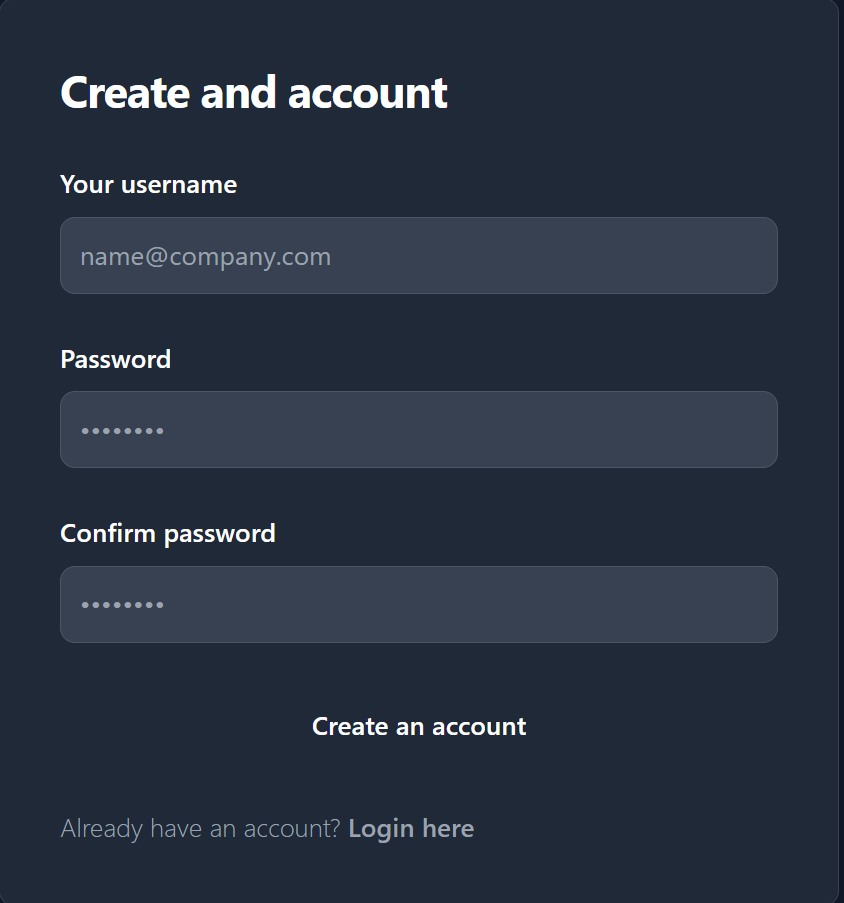 Create and account
Your username
name@company.com
Password
••••••••
Confirm password
••••••••
Create an account
Already have an account? Login here